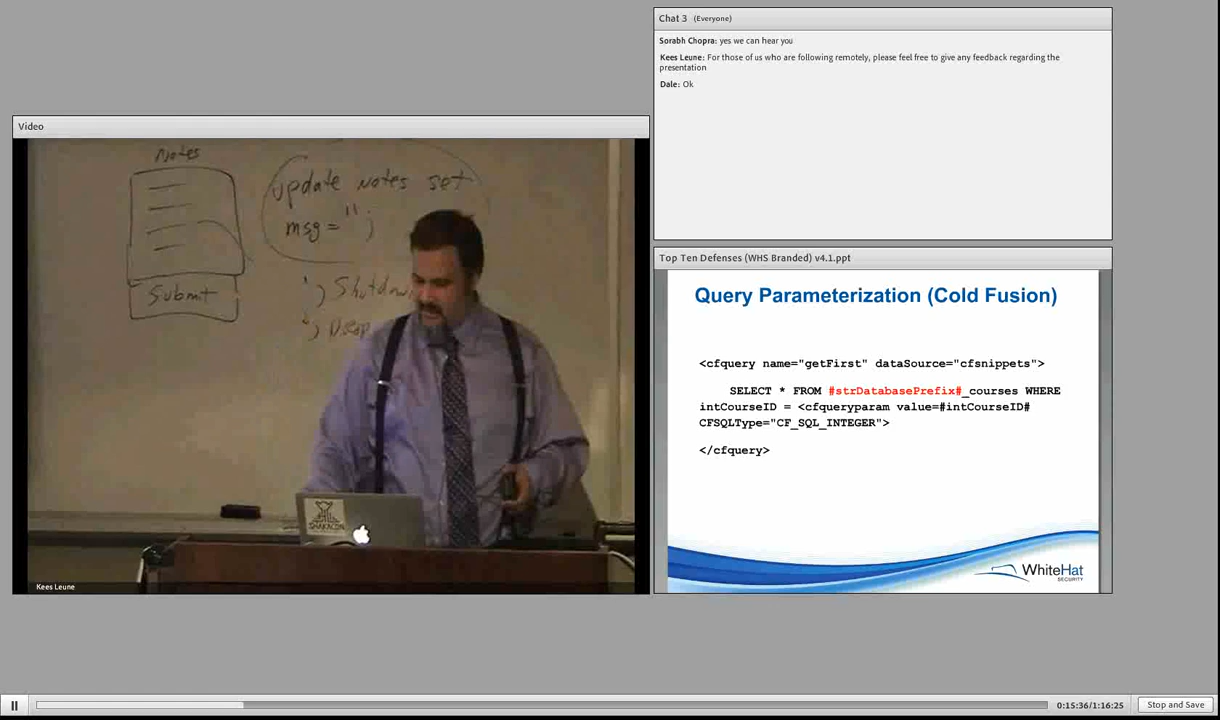 Chat 3 (Everyone)
Sorabh Chopra: yes we can hear you
Kees Leune: For those of us who are following remotely, please feel free to give any feedback regarding the
presentation
Dale: Ok
Video
Notes
Submit
update notes set
msg = '';
'; Shutdow
'; Drop
SHAKACON
Kees Leune
Top Ten Defenses (WHS Branded) v4.1.ppt
Query Parameterization (Cold Fusion)
<cfquery name="getFirst" dataSource="cfsnippets">
SELECT * FROM #strDatabasePrefix#_courses WHERE
intCourseID = <cfqueryparam value=#intCourseID#
CFSQLType="CF_SQL_INTEGER">
</cfquery>
WhiteHat
SECURITY
0:15:36/1:16:25
Stop and Save